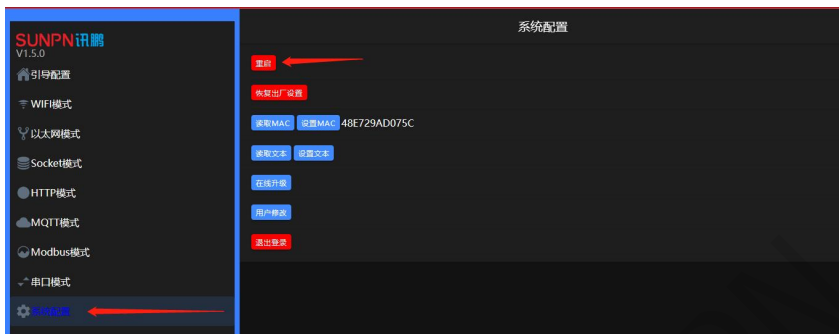 系统配置
SUNPN讯鹏
V1.5.0
引导配置
WIFI模式
以太网模式
Socket模式
HTTP模式
MQTT模式
Modbus模式
串口模式
系统配置
重启
恢复出厂设置
读取MAC 设置MAC 48E729AD075C
读取文本 设置文本
在线升级
用户修改
退出登录